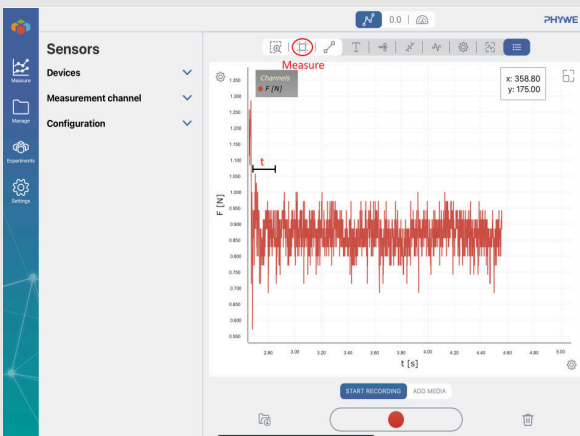 0.0
PHYWE
Measure
Manage
Experiments
Settings
Sensors
Devices
Measurement channel
Configuration
T
Measure
Channels
F [N]
x: 358.80
y: 175.00
t
1.350
1.300
1.200
1.150
1.100
1.050
1.000
0.950
0.900
0.850
0.800
0.750
0.700
0.650
0.600
0.550
F [N]
2.80 3.00 3.20 3.40 3.60 3.80 4.00 4.20 4.40 4.60 4.80 5.00
t [s]
START RECORDING
ADD MEDIA